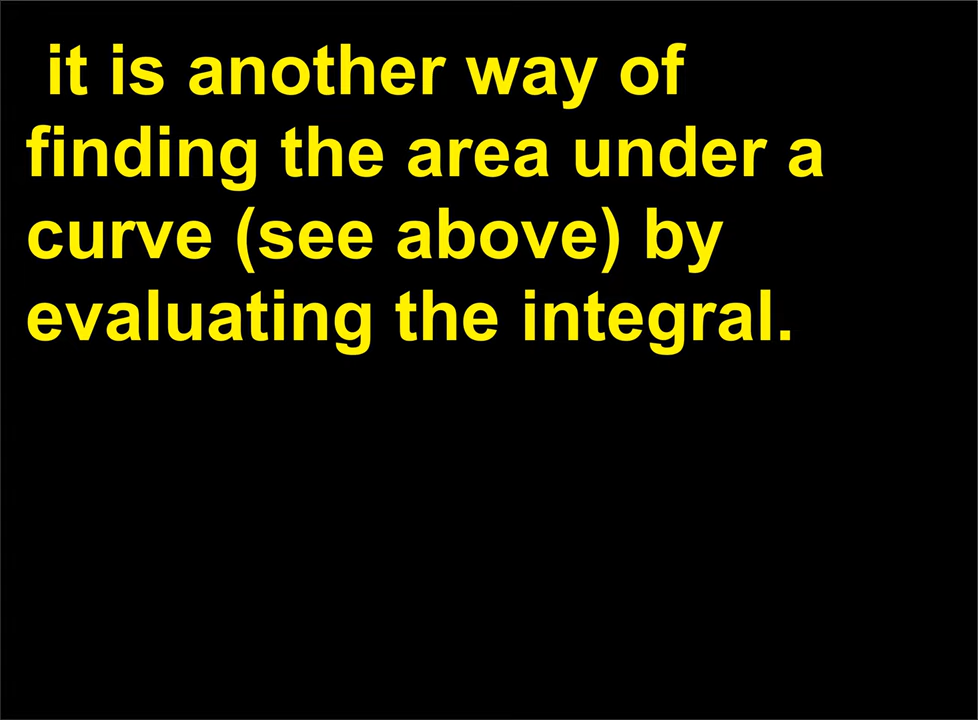 it is another way of
finding the area under a
curve (see above) by
evaluating the integral.